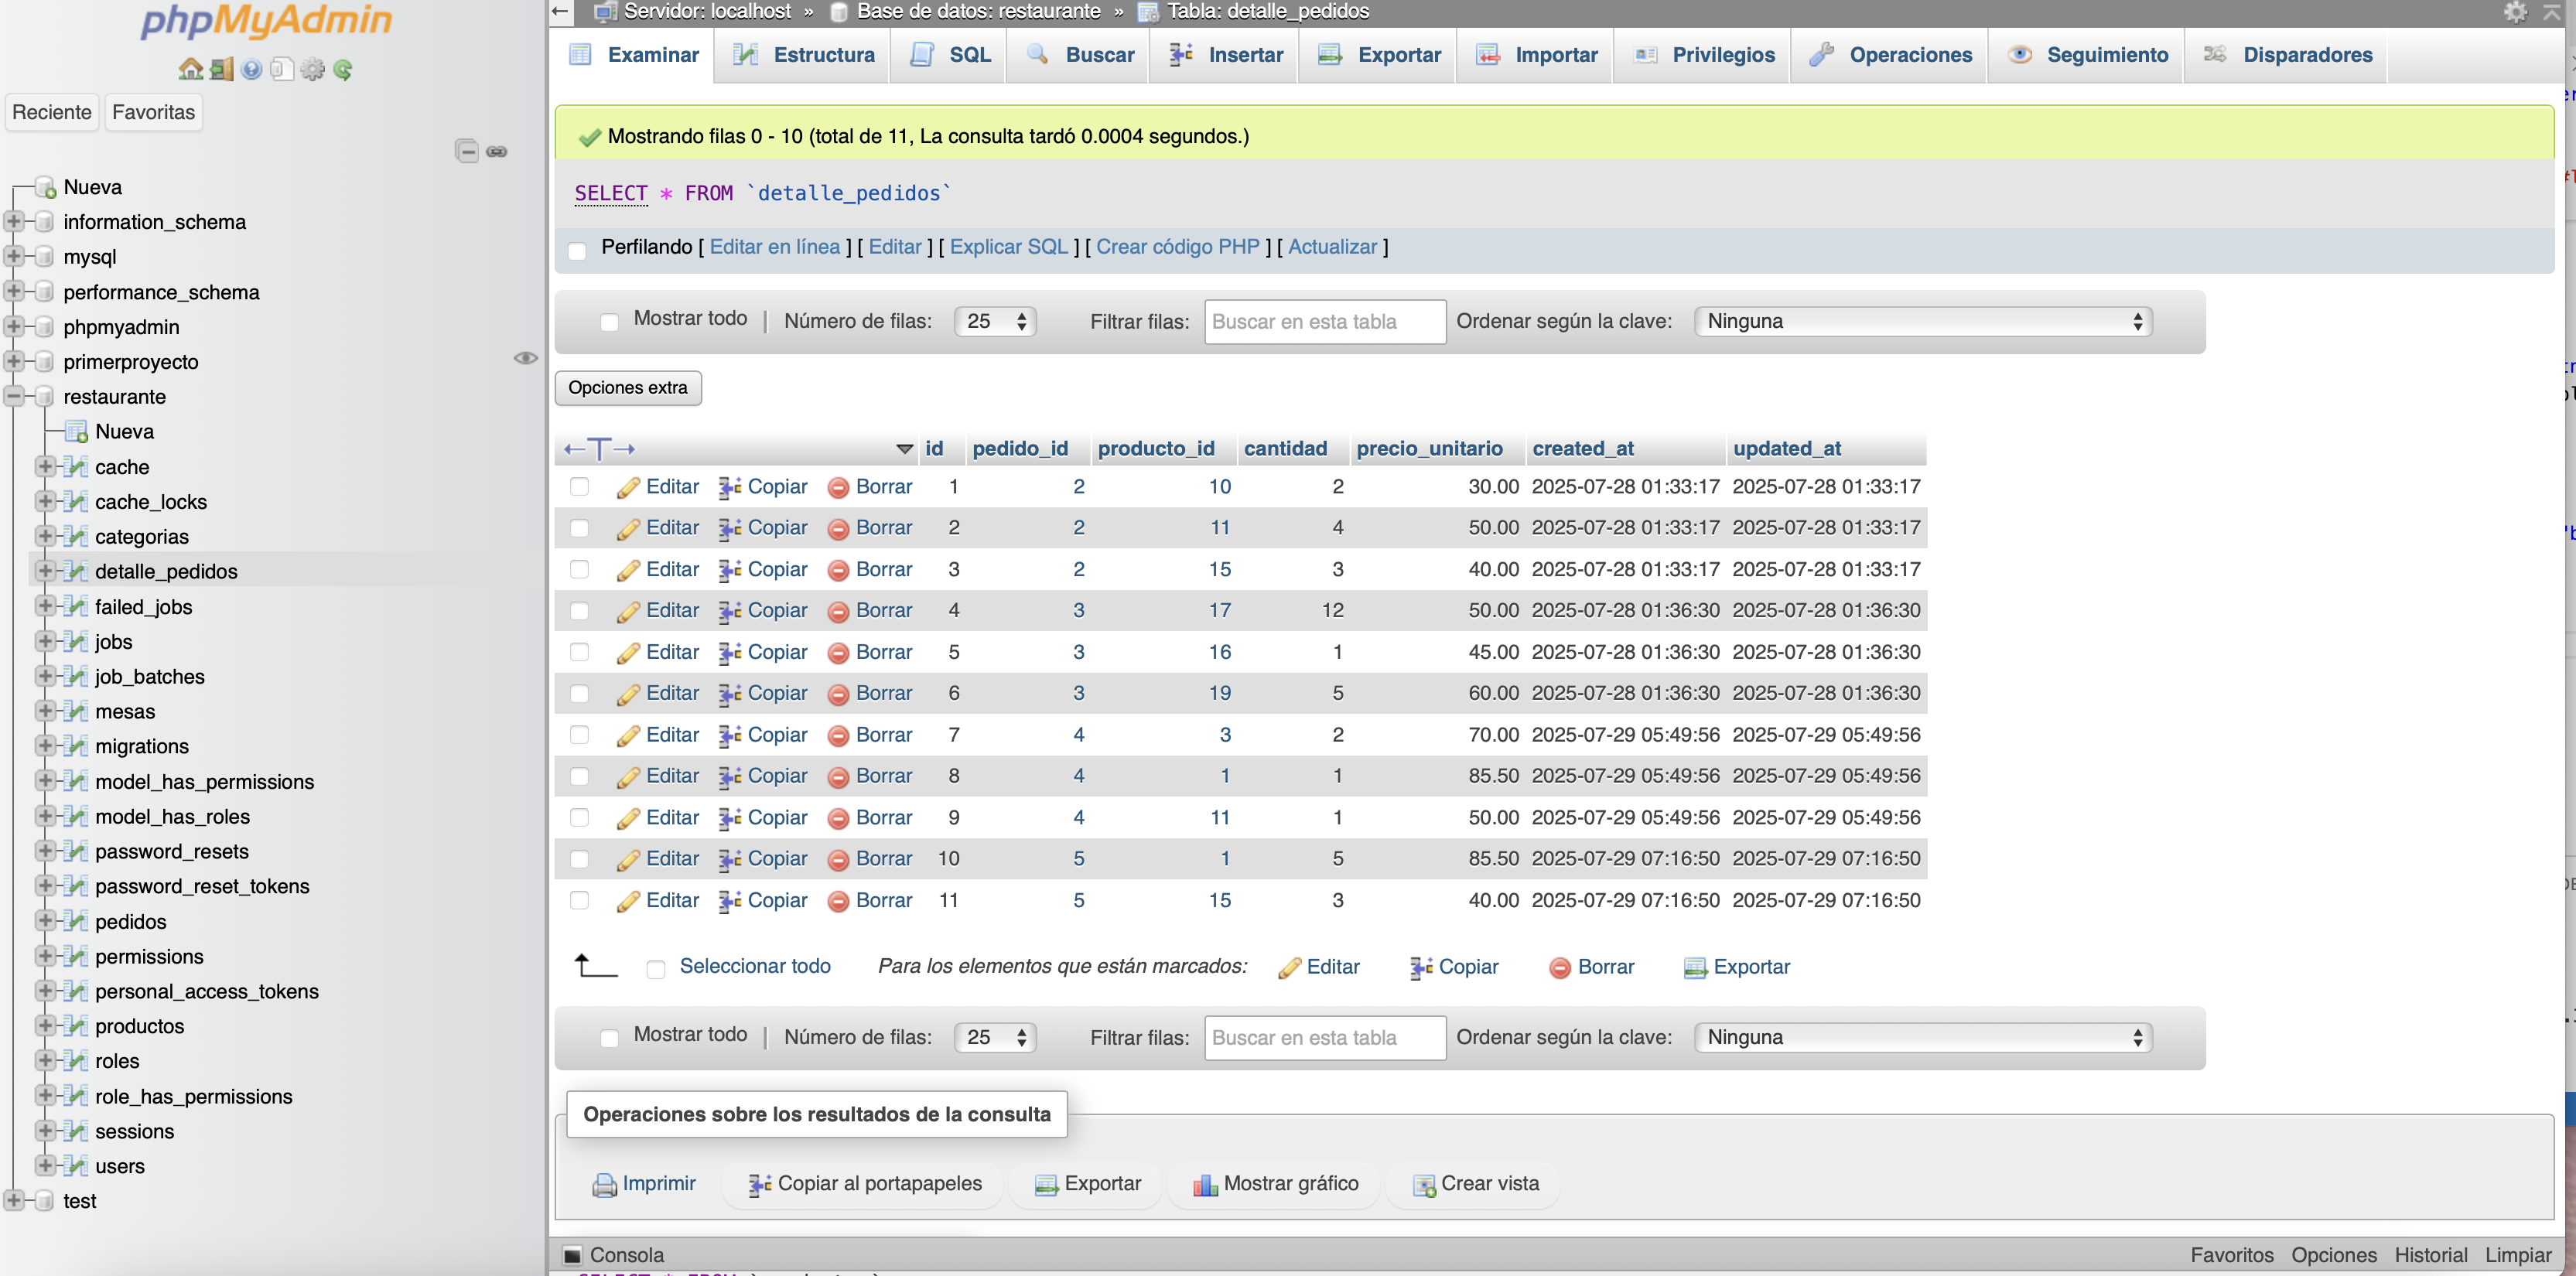 phpMyAdmin
Reciente Favoritas
Nueva
information_schema
mysql
performance_schema
phpmyadmin
primerproyecto
restaurante
Nueva
cache
cache_locks
categorias
detalle_pedidos
failed_jobs
jobs
job_batches
mesas
migrations
model_has_permissions
model_has_roles
password_resets
password_reset_tokens
pedidos
permissions
personal_access_tokens
productos
roles
role_has_permissions
sessions
users
test
Servidor: localhost » Base de datos: restaurante » Tabla: detalle_pedidos
Examinar Estructura SQL Buscar Insertar Exportar Importar Privilegios Operaciones Seguimiento Disparadores
Mostrando filas 0 - 10 (total de 11, La consulta tardó 0.0004 segundos.)
SELECT * FROM `detalle_pedidos`
Perfilando [ Editar en línea ] [ Editar ] [ Explicar SQL ] [ Crear código PHP ] [ Actualizar ]
Mostrar todo | Número de filas: 25 Filtrar filas: Buscar en esta tabla Ordenar según la clave: Ninguna
Opciones extra
←T→ id pedido_id producto_id cantidad precio_unitario created_at updated_at
Editar Copiar Borrar 1 2 10 2 30.00 2025-07-28 01:33:17 2025-07-28 01:33:17
Editar Copiar Borrar 2 2 11 4 50.00 2025-07-28 01:33:17 2025-07-28 01:33:17
Editar Copiar Borrar 3 2 15 3 40.00 2025-07-28 01:33:17 2025-07-28 01:33:17
Editar Copiar Borrar 4 3 17 12 50.00 2025-07-28 01:36:30 2025-07-28 01:36:30
Editar Copiar Borrar 5 3 16 1 45.00 2025-07-28 01:36:30 2025-07-28 01:36:30
Editar Copiar Borrar 6 3 19 5 60.00 2025-07-28 01:36:30 2025-07-28 01:36:30
Editar Copiar Borrar 7 4 3 2 70.00 2025-07-29 05:49:56 2025-07-29 05:49:56
Editar Copiar Borrar 8 4 1 1 85.50 2025-07-29 05:49:56 2025-07-29 05:49:56
Editar Copiar Borrar 9 4 11 1 50.00 2025-07-29 05:49:56 2025-07-29 05:49:56
Editar Copiar Borrar 10 5 1 5 85.50 2025-07-29 07:16:50 2025-07-29 07:16:50
Editar Copiar Borrar 11 5 15 3 40.00 2025-07-29 07:16:50 2025-07-29 07:16:50
Seleccionar todo Para los elementos que están marcados: Editar Copiar Borrar Exportar
Mostrar todo | Número de filas: 25 Filtrar filas: Buscar en esta tabla Ordenar según la clave: Ninguna
Operaciones sobre los resultados de la consulta
Imprimir Copiar al portapapeles Exportar Mostrar gráfico Crear vista
Consola Favoritos Opciones Historial Limpiar